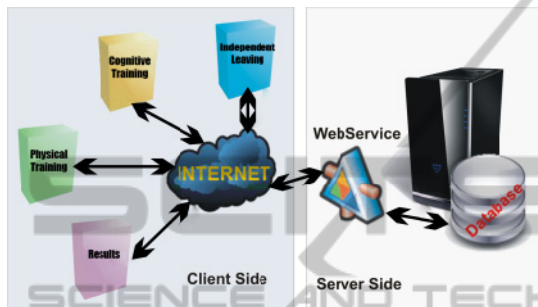 Independent
Leaving
Cognitive
Training
Physical
Training
INTERNET
Results
Client Side
WebService
Database
Server Side
SCIENCE AND TECH